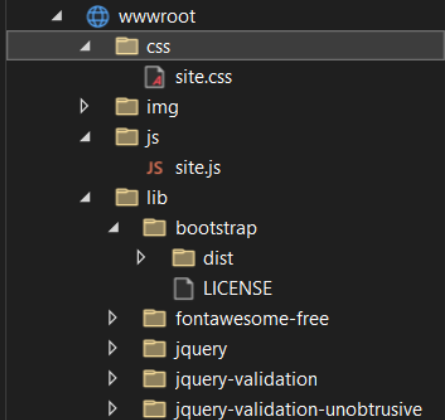 wwwroot
css
site.css
img
js
JS site.js
lib
bootstrap
dist
LICENSE
fontawesome-free
jquery
jquery-validation
jquery-validation-unobtrusive